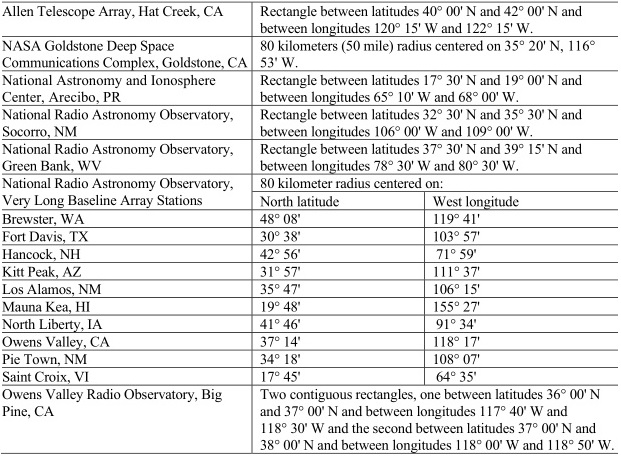 Allen Telescope Array, Hat Creek, CA
Rectangle between latitudes 40° 00' N and 42° 00' N and
between longitudes 120° 15' W and 122° 15' W.
NASA Goldstone Deep Space
Communications Complex, Goldstone, CA
80 kilometers (50 mile) radius centered on 35° 20' N, 116°
53' W.
National Astronomy and Ionosphere
Center, Arecibo, PR
Rectangle between latitudes 17° 30' N and 19° 00' N and
between longitudes 65° 10' W and 68° 00' W.
National Radio Astronomy Observatory,
Socorro, NM
Rectangle between latitudes 32° 30' N and 35° 30' N and
between longitudes 106° 00' W and 109° 00' W.
National Radio Astronomy Observatory,
Green Bank, WV
Rectangle between latitudes 37° 30' N and 39° 15' N and
between longitudes 78° 30' W and 80° 30' W.
National Radio Astronomy Observatory,
Very Long Baseline Array Stations
80 kilometer radius centered on:
North latitude West longitude
Brewster, WA 48° 08' 119° 41'
Fort Davis, TX 30° 38' 103° 57'
Hancock, NH 42° 56' 71° 59'
Kitt Peak, AZ 31° 57' 111° 37'
Los Alamos, NM 35° 47' 106° 15'
Mauna Kea, HI 19° 48' 155° 27'
North Liberty, IA 41° 46' 91° 34'
Owens Valley, CA 37° 14' 118° 17'
Pie Town, NM 34° 18' 108° 07'
Saint Croix, VI 17° 45' 64° 35'
Owens Valley Radio Observatory, Big
Pine, CA
Two contiguous rectangles, one between latitudes 36° 00' N
and 37° 00' N and between longitudes 117° 40' W and
118° 30' W and the second between latitudes 37° 00' N and
38° 00' N and between longitudes 118° 00' W and 118° 50' W.